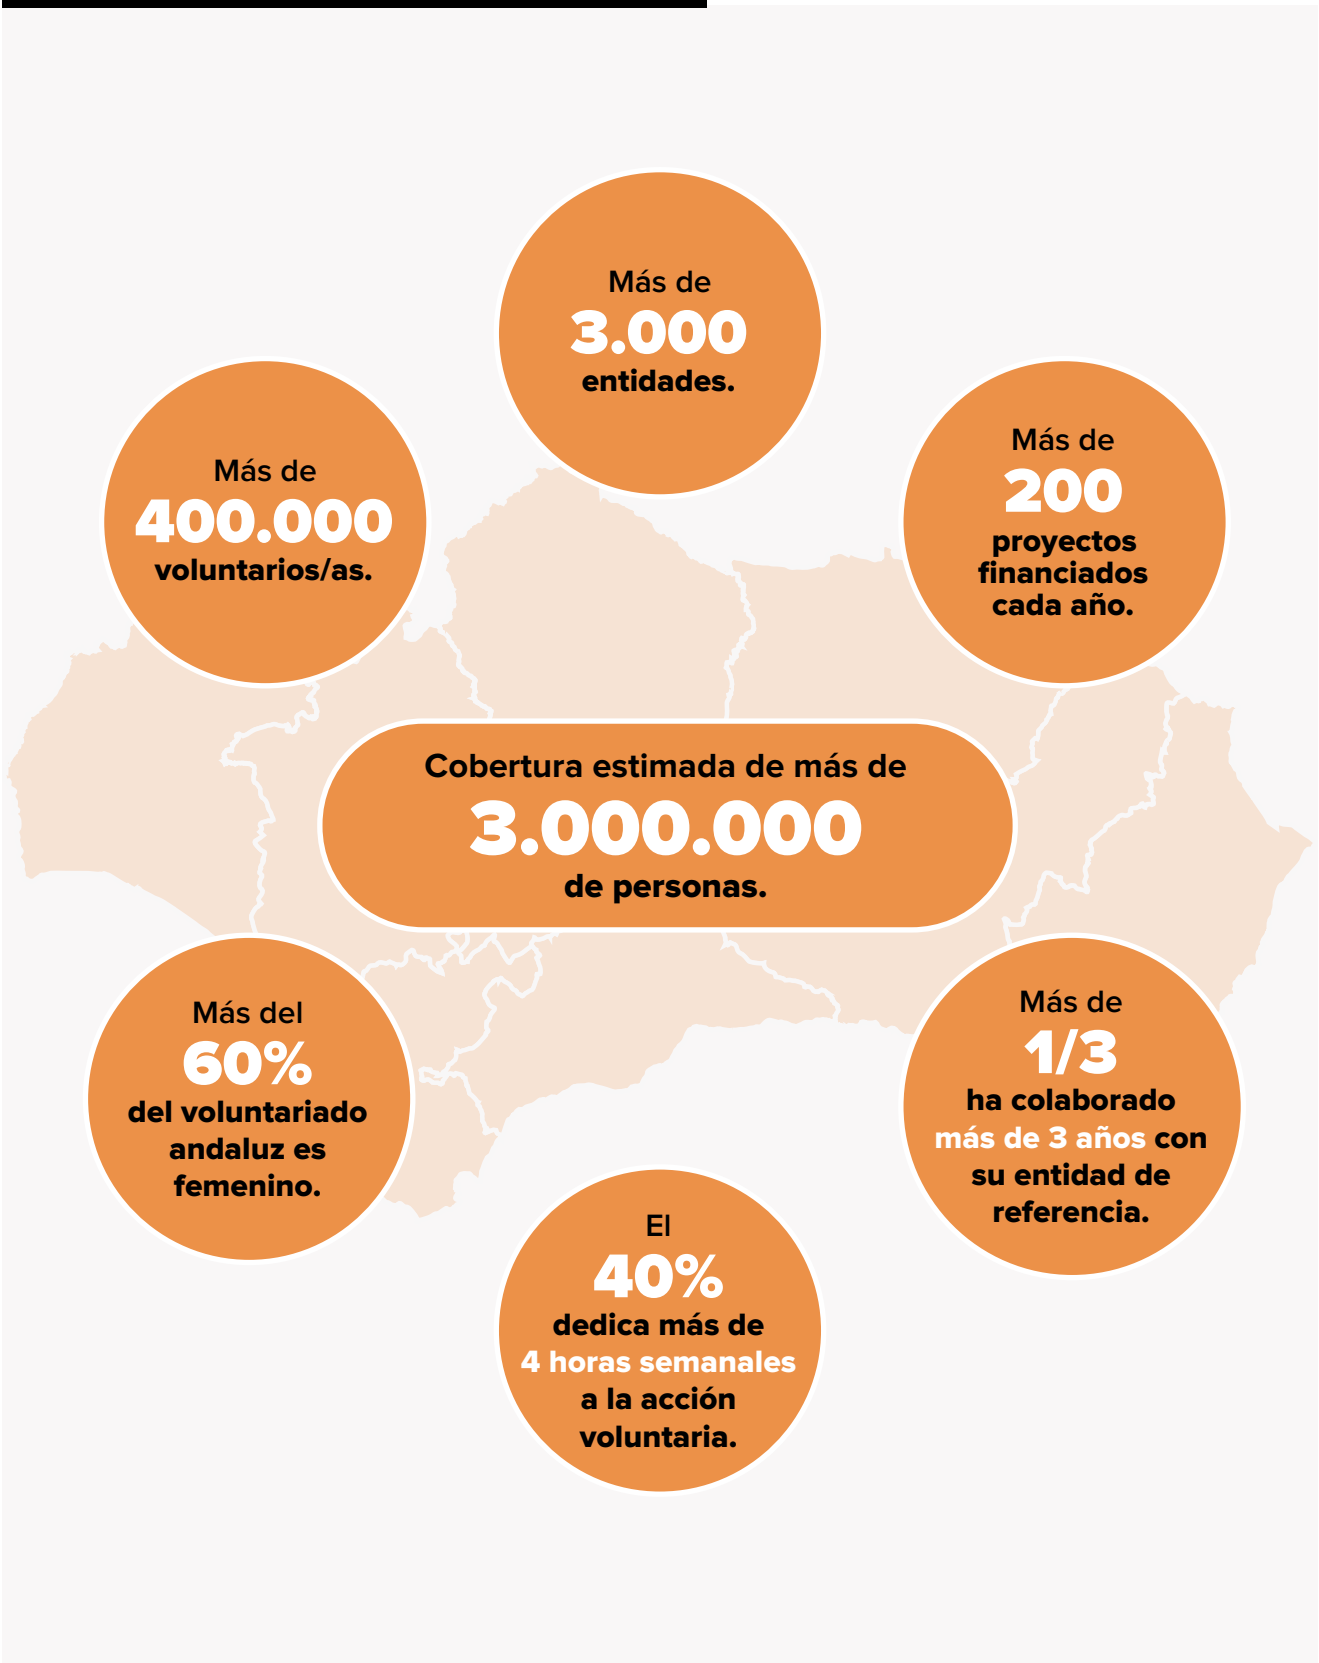 Más de
3.000
entidades.
Más de
400.000
voluntarios/as.
Más de
200
proyectos
financiados
cada año.
Cobertura estimada de más de
3.000.000
de personas.
Más del
60%
del voluntariado
andaluz es
femenino.
Más de
1/3
ha colaborado
más de 3 años con
su entidad de
referencia.
El
40%
dedica más de
4 horas semanales
a la acción
voluntaria.